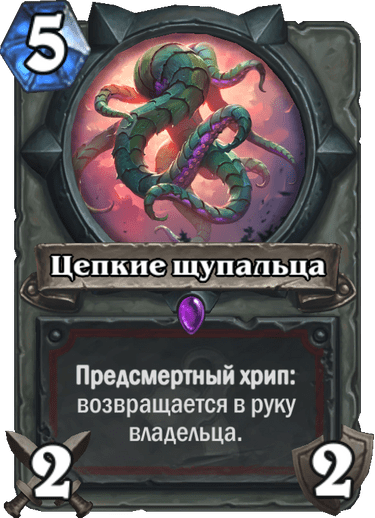 5
Цепкие щупальца
Предсмертный хрип:
возвращается в руку
владельца.
2 2